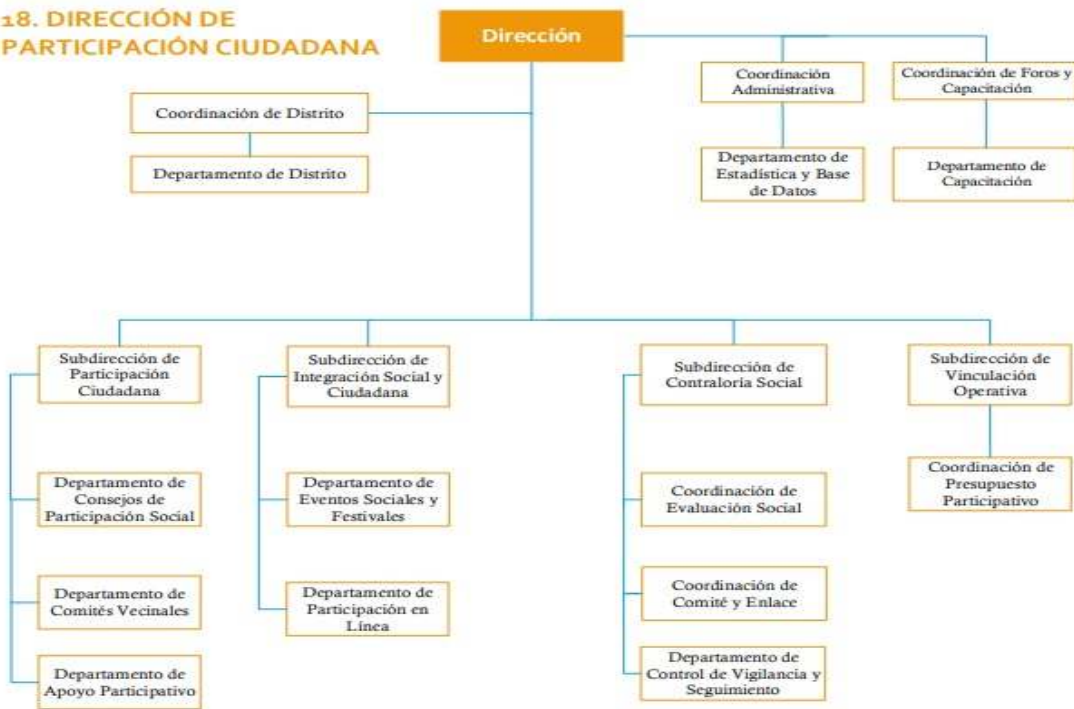 18. DIRECCIÓN DE
PARTICIPACIÓN CIUDADANA
Dirección
Coordinación
Administrativa
Coordinación de Foros y
Capacitación
Coordinación de Distrito
Departamento de Distrito
Departamento de
Estadística y Base
de Datos
Departamento de
Capacitación
Subdirección de
Participación
Ciudadana
Subdirección de
Integración Social y
Ciudadana
Subdirección de
Contraloría Social
Subdirección de
Vinculación
Operativa
Departamento de
Consejos de
Participación Social
Departamento de
Eventos Sociales y
Festivales
Coordinación de
Evaluación Social
Coordinación de
Presupuesto
Participativo
Departamento de
Comités Vecinales
Departamento de
Participación en
Línea
Coordinación de
Comité y Enlace
Departamento de
Apoyo Participativo
Departamento de
Control de Vigilancia y
Seguimiento